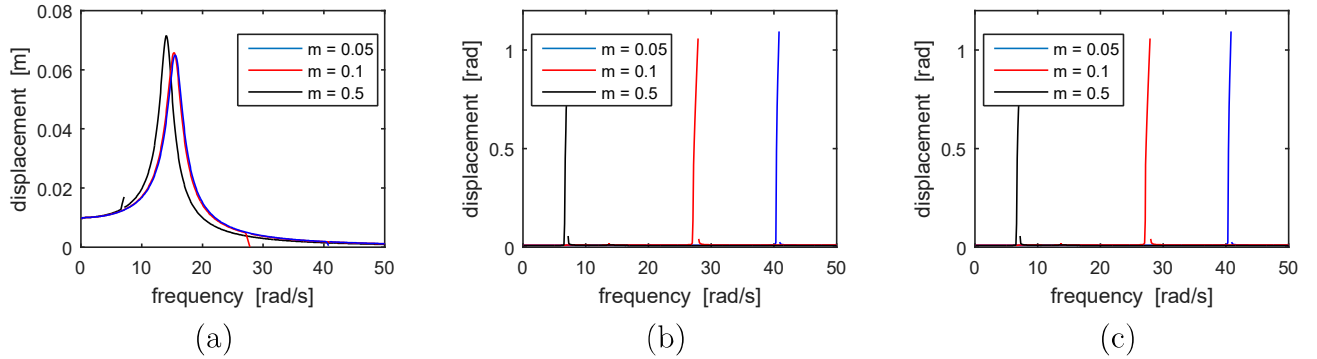 0.08
0.06
0.04
0.02
0
displacement [m]
m = 0.05
m = 0.1
m = 0.5
0 10 20 30 40 50
frequency [rad/s]
(a)
1
0.5
0
displacement [rad]
m = 0.05
m = 0.1
m = 0.5
0 10 20 30 40 50
frequency [rad/s]
(b)
1
0.5
0
displacement [rad]
m = 0.05
m = 0.1
m = 0.5
0 10 20 30 40 50
frequency [rad/s]
(c)